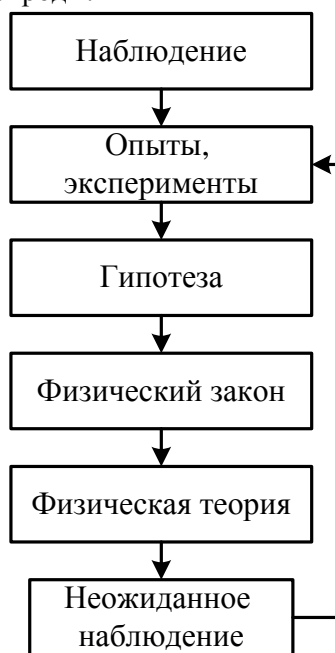 Наблюдение
Опыты,
эксперименты
Гипотеза
Физический закон
Физическая теория
Неожиданное
наблюдение